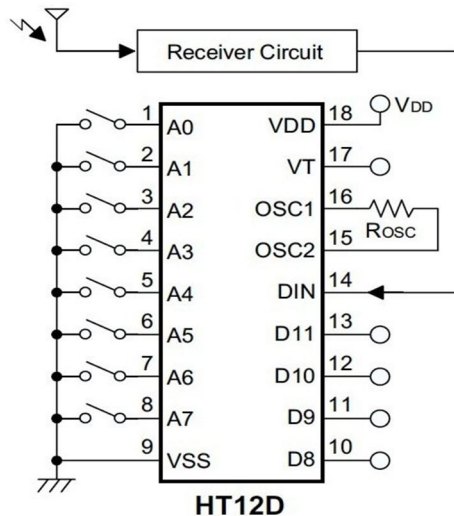 Receiver Circuit
1 A0 VDD 18 VDD
2 A1 VT 17
3 A2 OSC1 16
4 A3 OSC2 15 ROSC
5 A4 DIN 14
6 A5 D11 13
7 A6 D10 12
8 A7 D9 11
9 VSS D8 10
HT12D